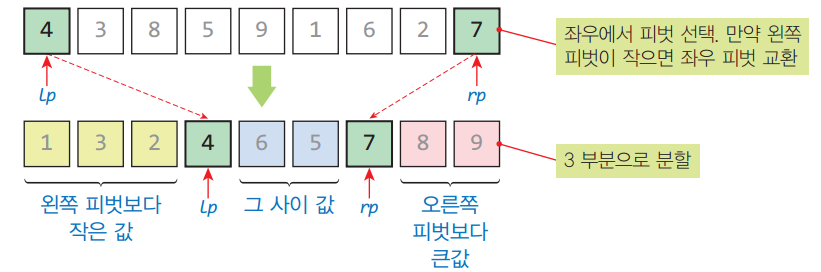 4 3 8 5 9 1 6 2 7
좌우에서 피벗 선택. 만약 왼쪽
피벗이 작으면 좌우 피벗 교환
lp
rp
1 3 2 4 6 5 7 8 9
3 부분으로 분할
왼쪽 피벗보다
작은 값
lp
그 사이 값
rp
오른쪽
피벗보다
큰값